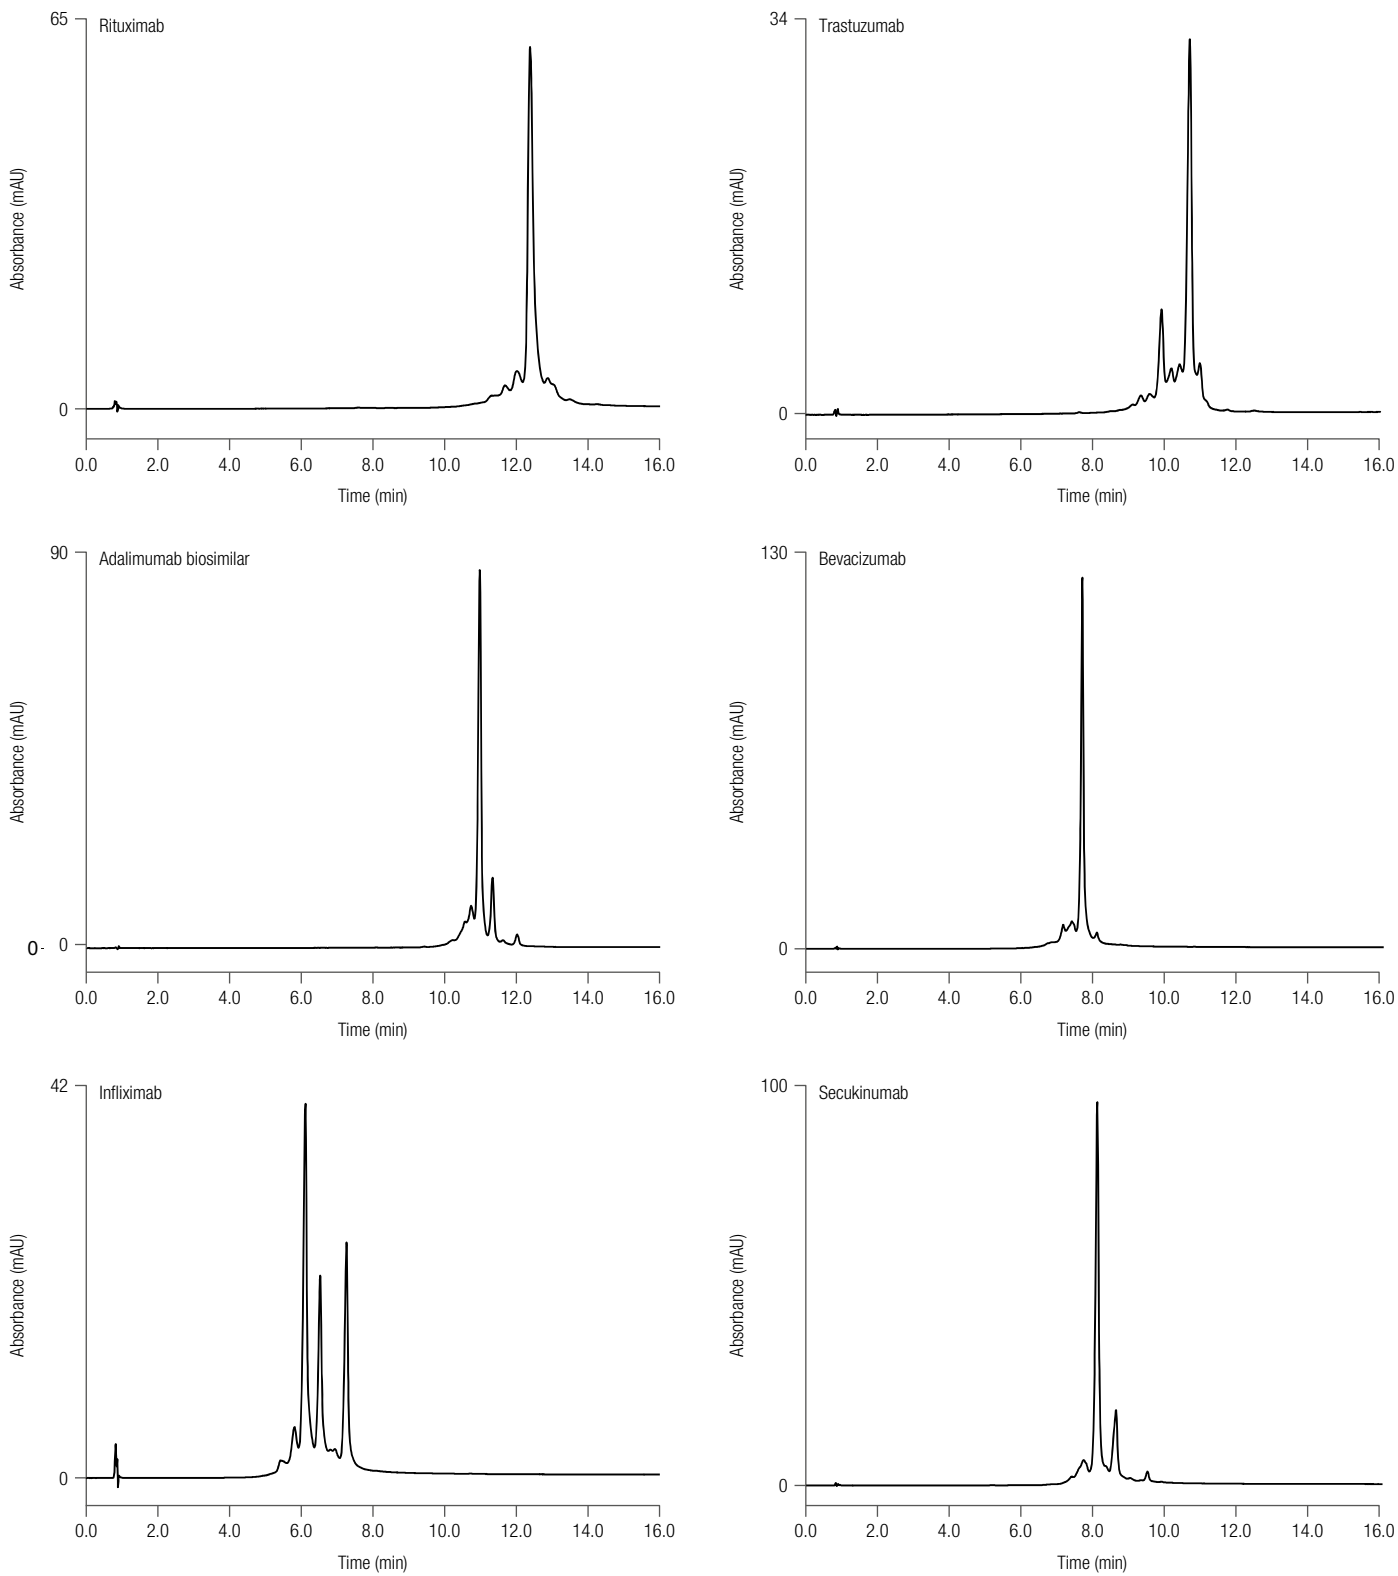 65
Rituximab
Absorbance (mAU)
0
0.0 2.0 4.0 6.0 8.0 10.0 12.0 14.0 16.0
Time (min)
34
Trastuzumab
Absorbance (mAU)
0
0.0 2.0 4.0 6.0 8.0 10.0 12.0 14.0 16.0
Time (min)
90
Adalimumab biosimilar
Absorbance (mAU)
0- 0
0.0 2.0 4.0 6.0 8.0 10.0 12.0 14.0 16.0
Time (min)
130
Bevacizumab
Absorbance (mAU)
0
0.0 2.0 4.0 6.0 8.0 10.0 12.0 14.0 16.0
Time (min)
42
Infliximab
Absorbance (mAU)
0
0.0 2.0 4.0 6.0 8.0 10.0 12.0 14.0 16.0
Time (min)
100
Secukinumab
Absorbance (mAU)
0
0.0 2.0 4.0 6.0 8.0 10.0 12.0 14.0 16.0
Time (min)